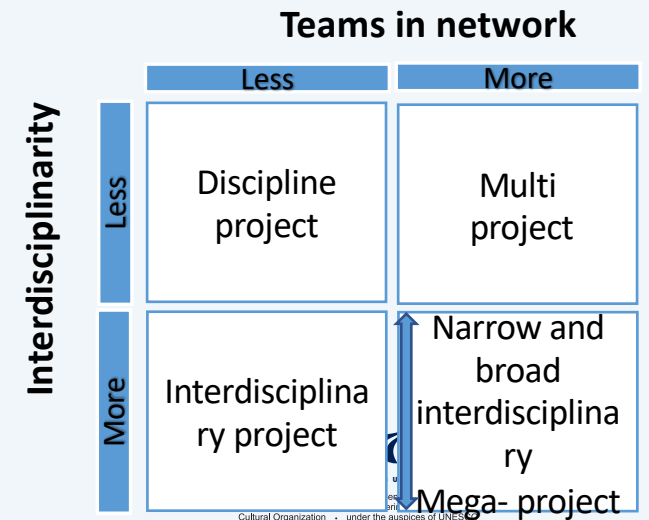 Teams in network
Less
More
Interdisciplinarity
Less
Discipline
project
Multi
project
More
Interdisciplina
ry project
Narrow and
broad
interdisciplina
ry
Mega- project
Cultural Organization • under the auspices of UNESCO